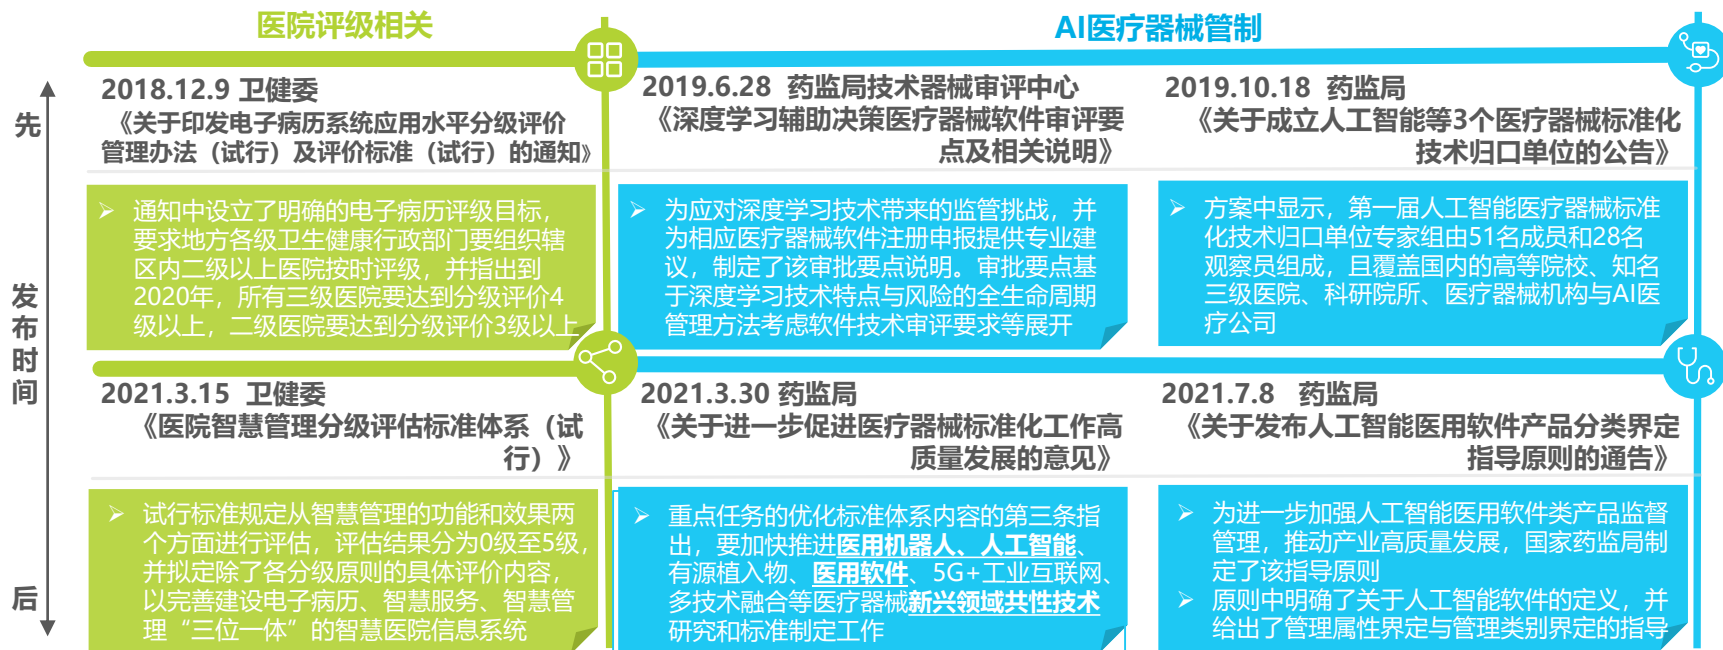 医院评级相关
AI医疗器械管制
先
发
布
时
间
后
2018.12.9 卫健委
《关于印发电子病历系统应用水平分级评价
管理办法（试行）及评价标准（试行）的通知》
通知中设立了明确的电子病历评级目标，
要求地方各级卫生健康行政部门要组织辖
区内二级以上医院按时评级，并指出到
2020年，所有三级医院要达到分级评价4
级以上，二级医院要达到分级评价3级以上
2019.6.28 药监局技术器械审评中心
《深度学习辅助决策医疗器械软件审评要
点及相关说明》
为应对深度学习技术带来的监管挑战，并
为相应医疗器械软件注册申报提供专业建
议，制定了该审批要点说明。审批要点基
于深度学习技术特点与风险的全生命周期
管理方法考虑软件技术审评要求等展开
2019.10.18 药监局
《关于成立人工智能等3个医疗器械标准化
技术归口单位的公告》
方案中显示，第一届人工智能医疗器械标准
化技术归口单位专家组由51名成员和28名
观察员组成，且覆盖国内的高等院校、知名
三级医院、科研院所、医疗器械机构与AI医
疗公司
2021.3.15 卫健委
《医院智慧管理分级评估标准体系（试
行）》
试行标准规定从智慧管理的功能和效果两
个方面进行评估，评估结果分为0级至5级，
并拟定除了各分级原则的具体评价内容，
以完善建设电子病历、智慧服务、智慧管
理“三位一体”的智慧医院信息系统
2021.3.30 药监局
《关于进一步促进医疗器械标准化工作高
质量发展的意见》
重点任务的优化标准体系内容的第三条指
出，要加快推进医用机器人、人工智能、
有源植入物、医用软件、5G+工业互联网、
多技术融合等医疗器械新兴领域共性技术
研究和标准制定工作
2021.7.8 药监局
《关于发布人工智能医用软件产品分类界定
指导原则的通告》
为进一步加强人工智能医用软件类产品监督
管理，推动产业高质量发展，国家药监局制
定了该指导原则
原则中明确了关于人工智能软件的定义，并
给出了管理属性界定与管理类别界定的指导